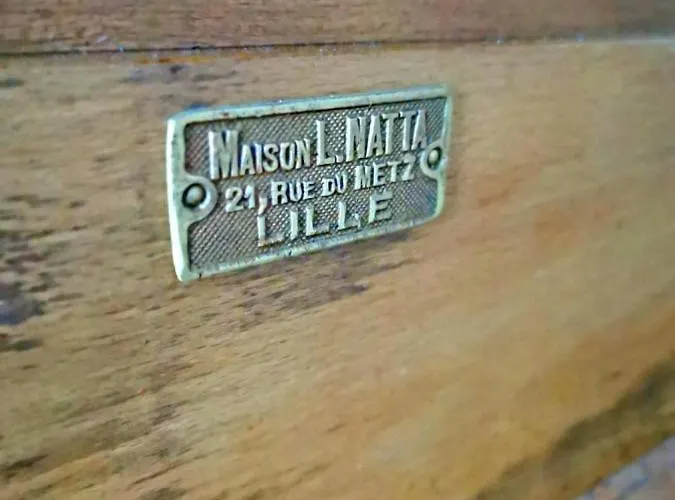 MAISON L. NATTA
21, RUE DU METZ
LILLE